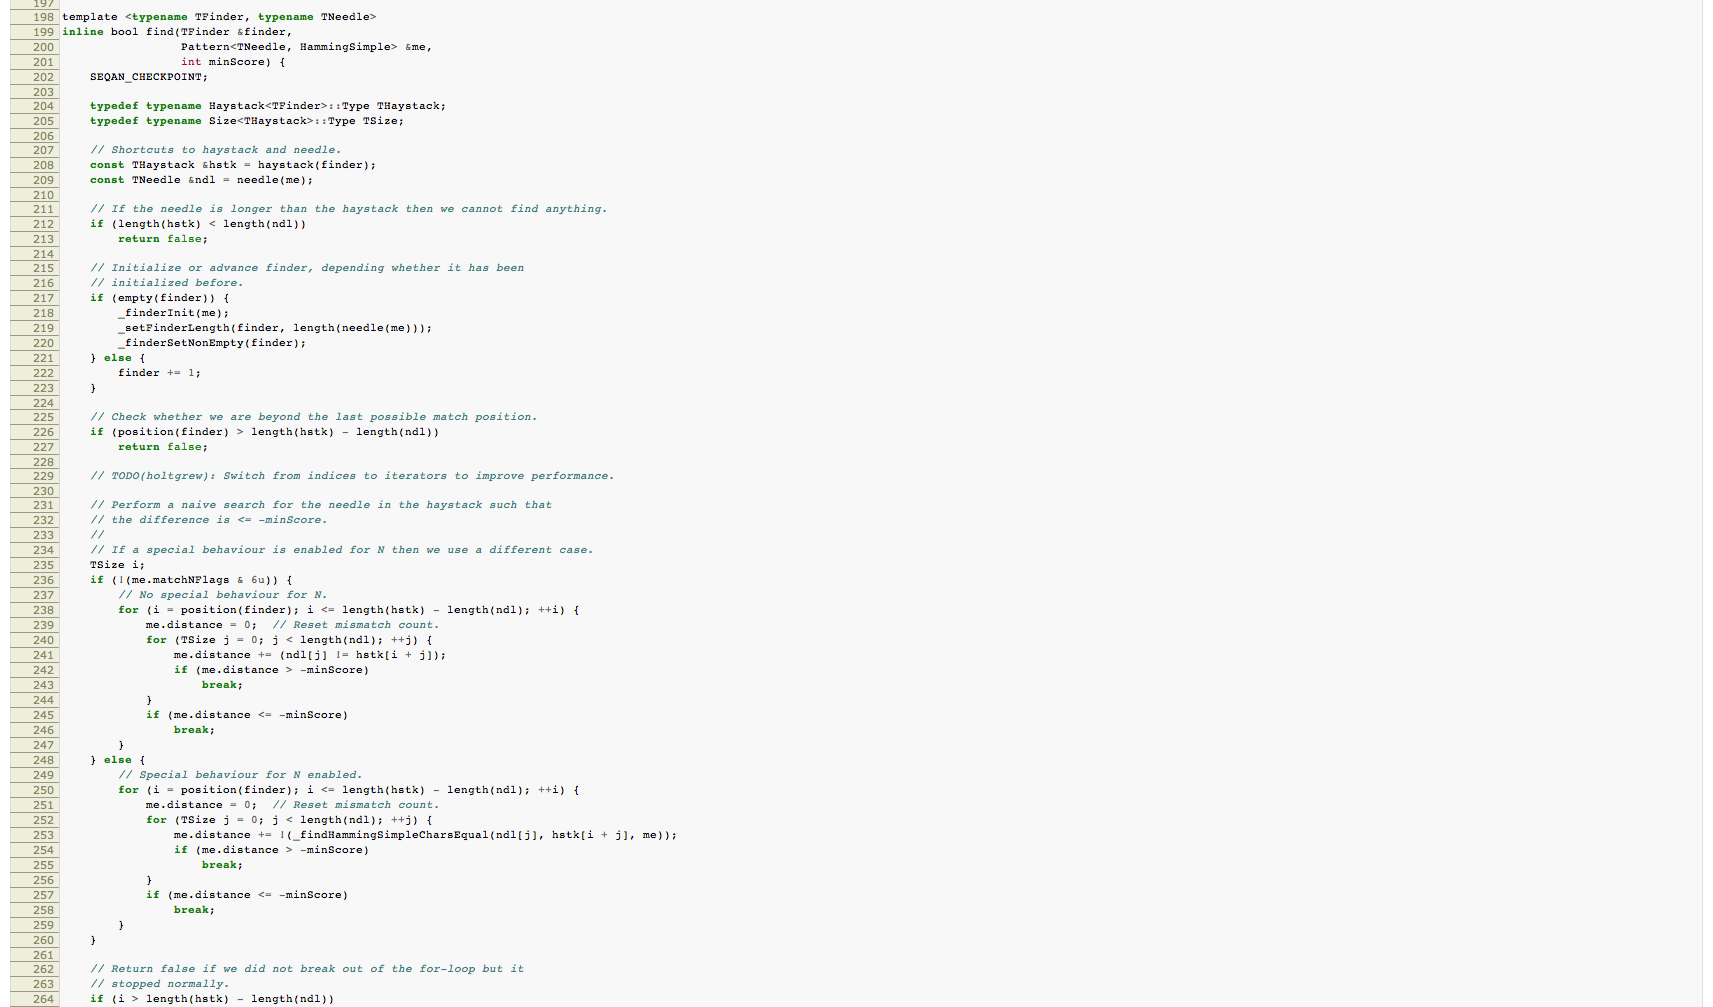 197
198 template <typename TFinder, typename TNeedle>
199 inline bool find(TFinder &finder,
200                  Pattern<TNeedle, HammingSimple> &me,
201                  int minScore) {
202     SEQAN_CHECKPOINT;
203
204     typedef typename Haystack<TFinder>::Type THaystack;
205     typedef typename Size<THaystack>::Type TSize;
206
207     // Shortcuts to haystack and needle.
208     const THaystack &hstk = haystack(finder);
209     const TNeedle &ndl = needle(me);
210
211     // If the needle is longer than the haystack then we cannot find anything.
212     if (length(hstk) < length(ndl))
213         return false;
214
215     // Initialize or advance finder, depending whether it has been
216     // initialized before.
217     if (empty(finder)) {
218         _finderInit(me);
219         _setFinderLength(finder, length(needle(me)));
220         _finderSetNonEmpty(finder);
221     } else {
222         finder += 1;
223     }
224
225     // Check whether we are beyond the last possible match position.
226     if (position(finder) > length(hstk) - length(ndl))
227         return false;
228
229     // TODO(holtgrew): Switch from indices to iterators to improve performance.
230
231     // Perform a naive search for the needle in the haystack such that
232     // the difference is <= -minScore.
233     //
234     // If a special behaviour is enabled for N then we use a different case.
235     TSize i;
236     if (!(me.matchNFlags & 6u)) {
237         // No special behaviour for N.
238         for (i = position(finder); i <= length(hstk) - length(ndl); ++i) {
239             me.distance = 0;  // Reset mismatch count.
240             for (TSize j = 0; j < length(ndl); ++j) {
241                 me.distance += (ndl[j] != hstk[i + j]);
242                 if (me.distance > -minScore)
243                     break;
244             }
245             if (me.distance <= -minScore)
246                 break;
247         }
248     } else {
249         // Special behaviour for N enabled.
250         for (i = position(finder); i <= length(hstk) - length(ndl); ++i) {
251             me.distance = 0;  // Reset mismatch count.
252             for (TSize j = 0; j < length(ndl); ++j) {
253                 me.distance += !(_findHammingSimpleCharsEqual(ndl[j], hstk[i + j], me));
254                 if (me.distance > -minScore)
255                     break;
256             }
257             if (me.distance <= -minScore)
258                 break;
259         }
260     }
261
262     // Return false if we did not break out of the for-loop but it
263     // stopped normally.
264     if (i > length(hstk) - length(ndl))